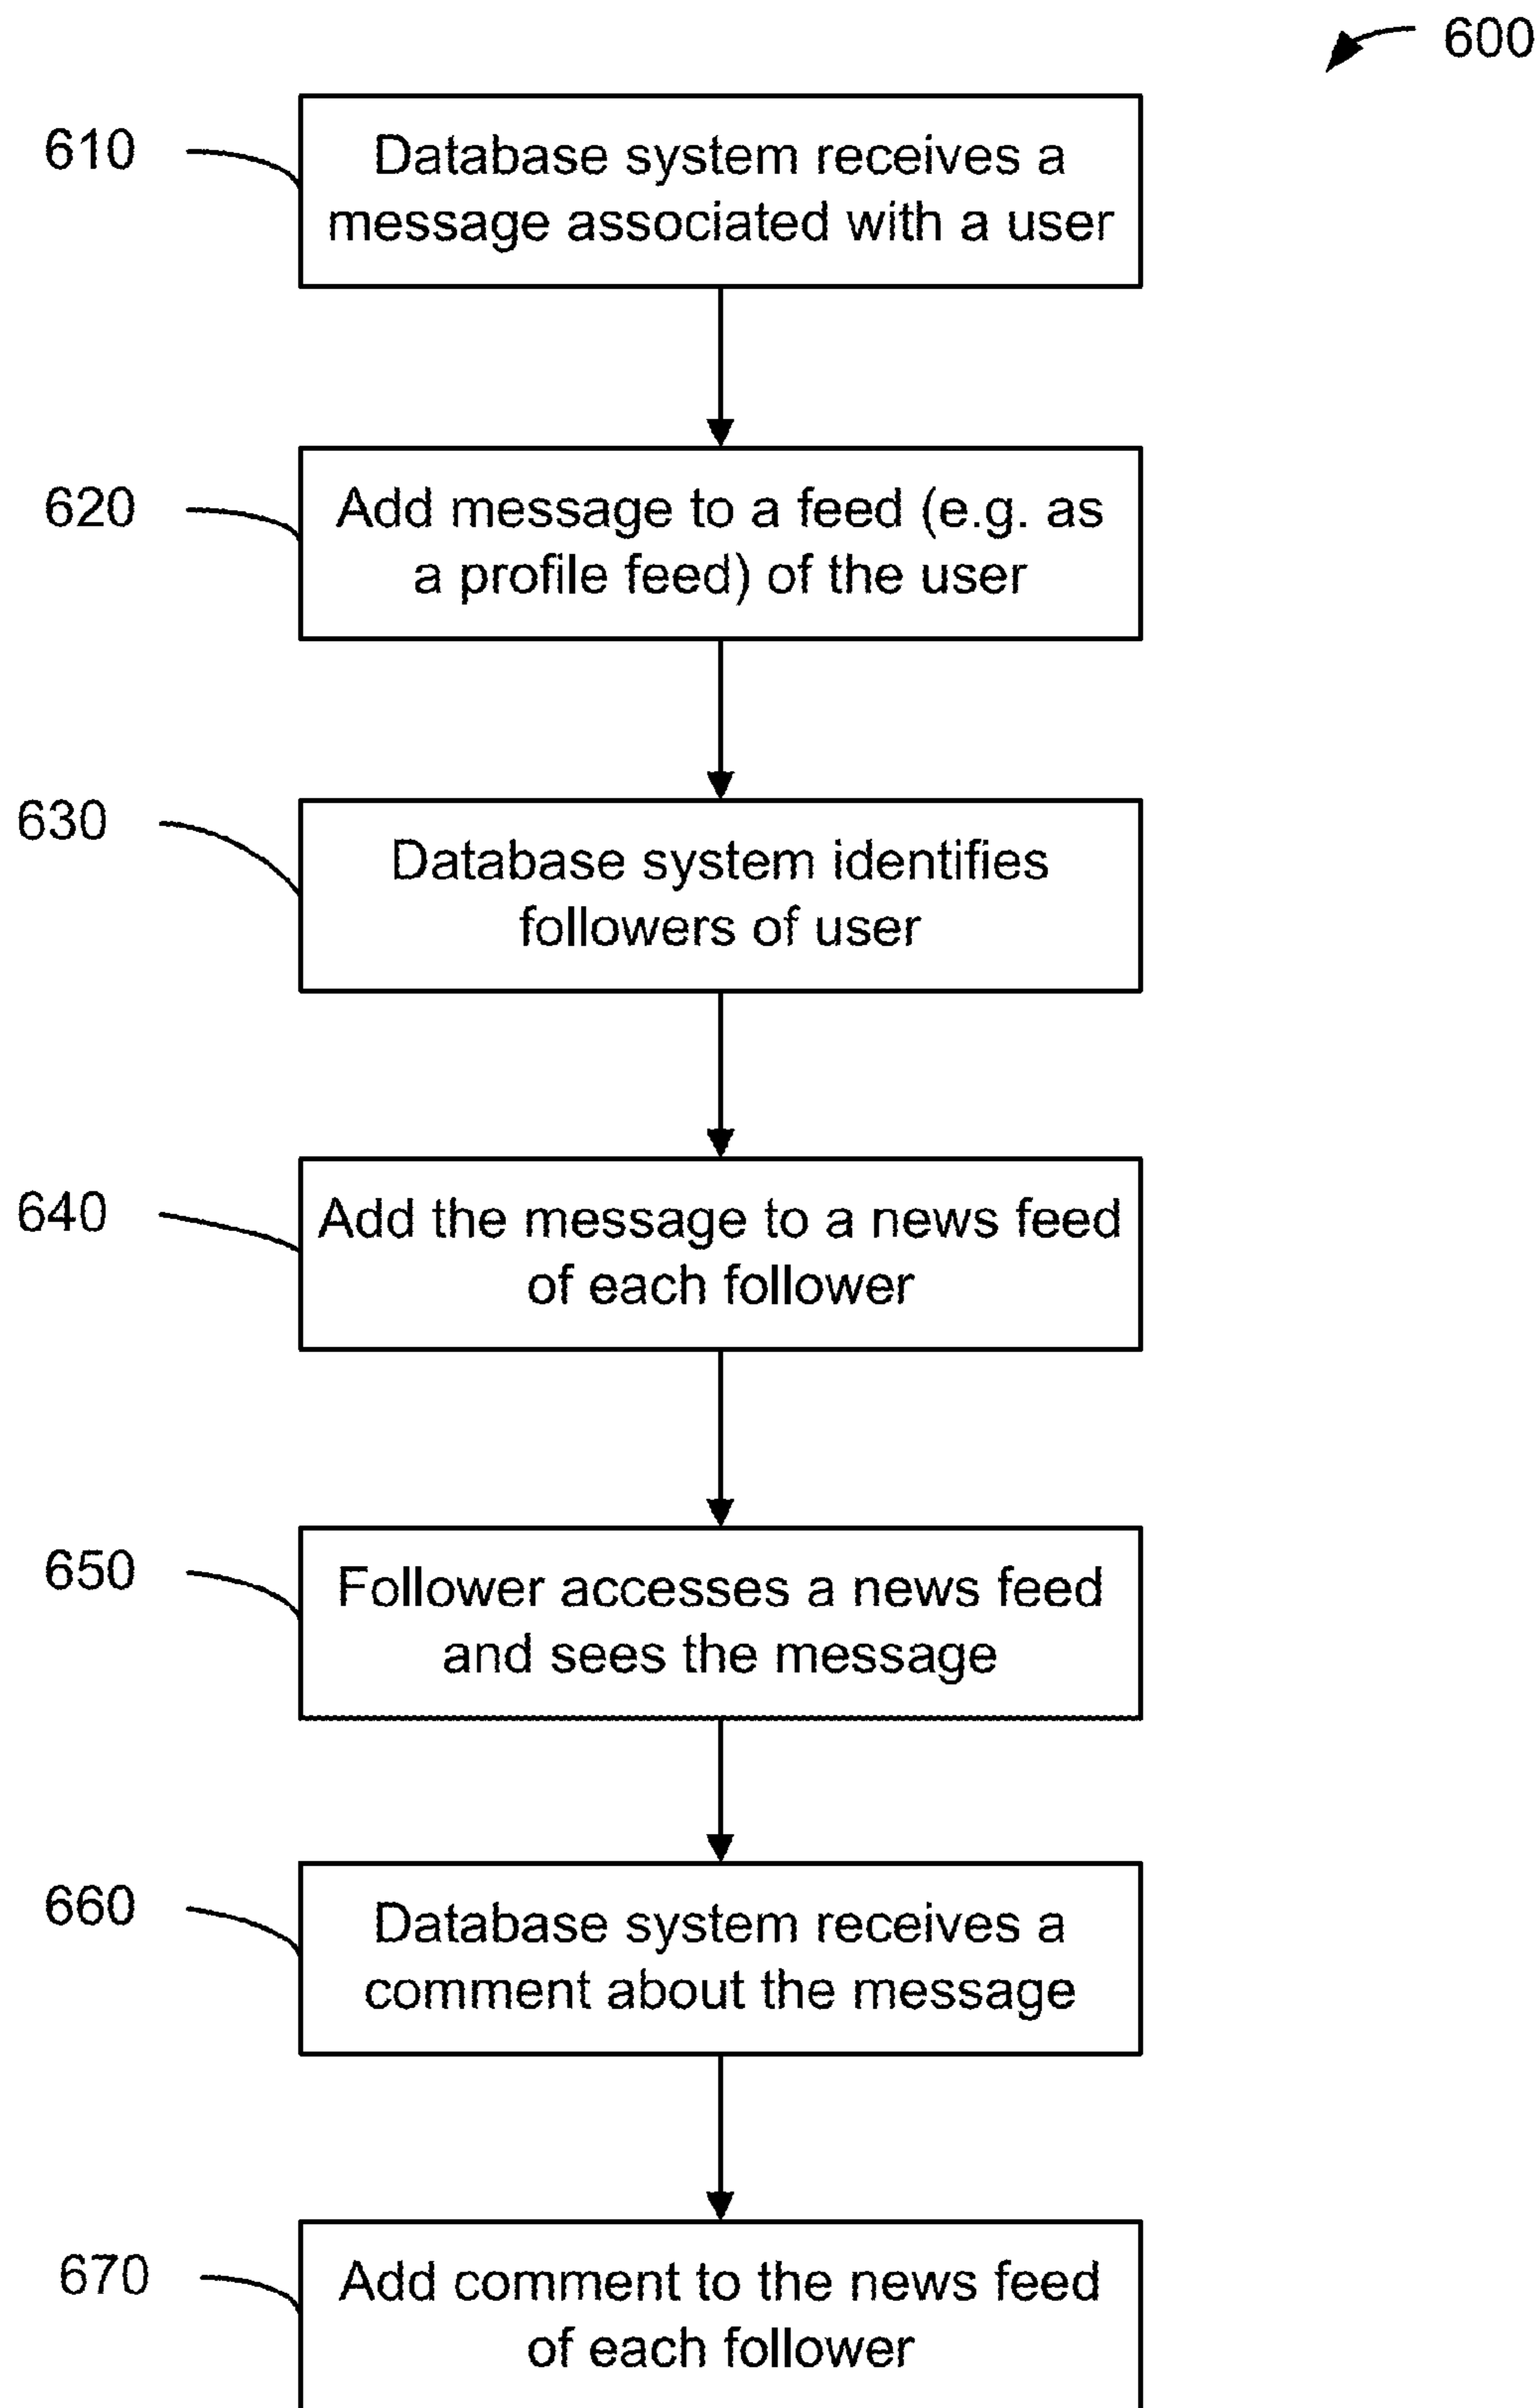 600
610
Database system receives a
message associated with a user
620
Add message to a feed (e.g. as
a profile feed) of the user
630
Database system identifies
followers of user
640
Add the message to a news feed
of each follower
650
Follower accesses a news feed
and sees the message
660
Database system receives a
comment about the message
670
Add comment to the news feed
of each follower